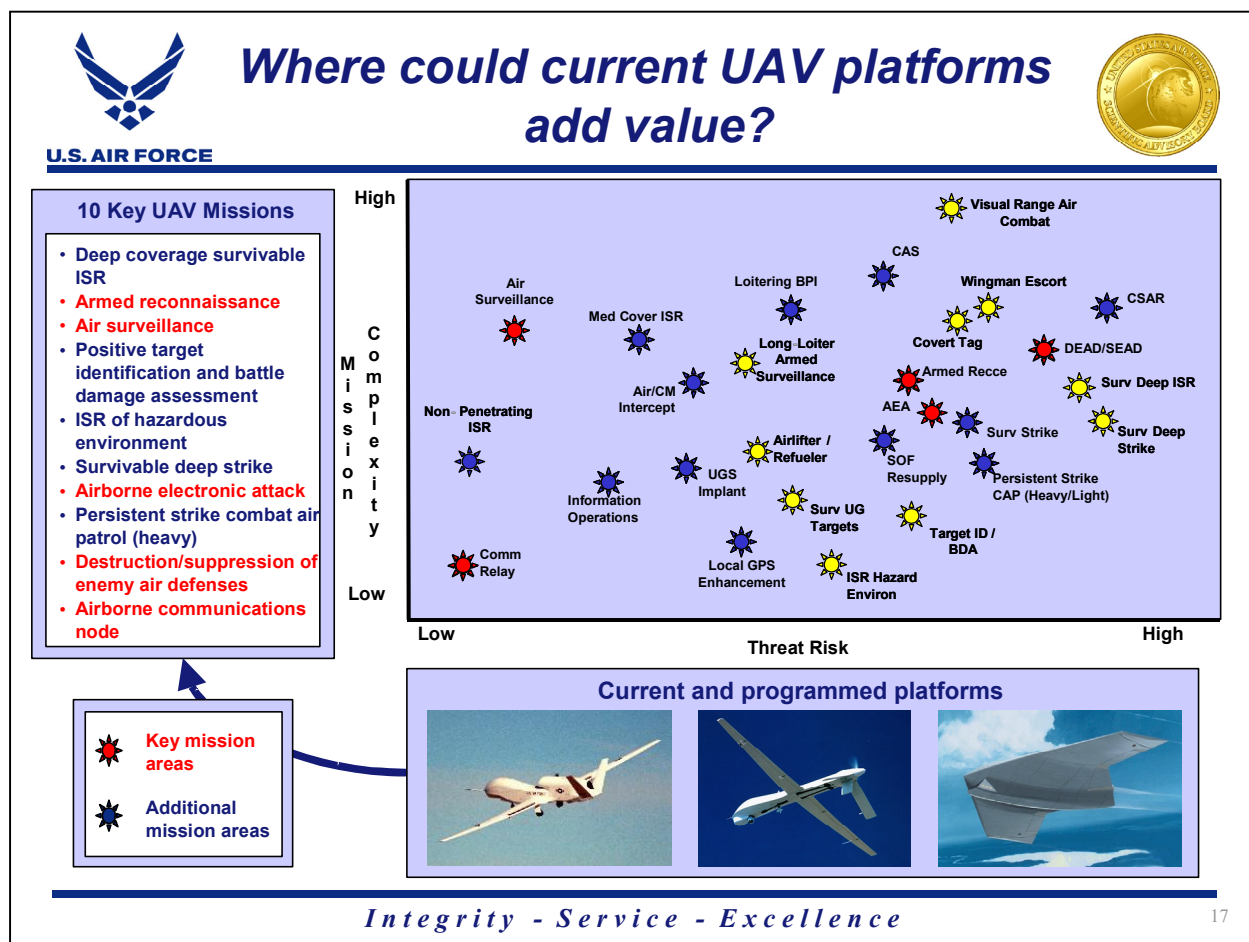 Where could current UAV platforms
add value?
U.S. AIR FORCE
UNITED STATES AIR FORCE
SCIENTIFIC ADVISORY BOARD
10 Key UAV Missions
• Deep coverage survivable
ISR
• Armed reconnaissance
• Air surveillance
• Positive target
identification and battle
damage assessment
• ISR of hazardous
environment
• Survivable deep strike
• Airborne electronic attack
• Persistent strike combat air
patrol (heavy)
• Destruction/suppression of
enemy air defenses
• Airborne communications
node
High
Mission
Complexity
Low
Visual Range Air
Combat
CAS
Air
Surveillance
Loitering BPI
Wingman Escort
CSAR
Med Cover ISR
Covert Tag
DEAD/SEAD
Long-Loiter
Armed
Surveillance
Armed Recce
Surv Deep ISR
Air/CM
Intercept
AEA
Non- Penetrating
ISR
Surv Strike
Surv Deep
Strike
Airlifter /
Refueler
SOF
Resupply
UGS
Implant
Persistent Strike
CAP (Heavy/Light)
Information
Operations
Surv UG
Targets
Target ID /
BDA
Comm
Relay
Local GPS
Enhancement
ISR Hazard
Environ
Low
Threat Risk
High
Key mission
areas
Additional
mission areas
Current and programmed platforms
Integrity - Service - Excellence
17